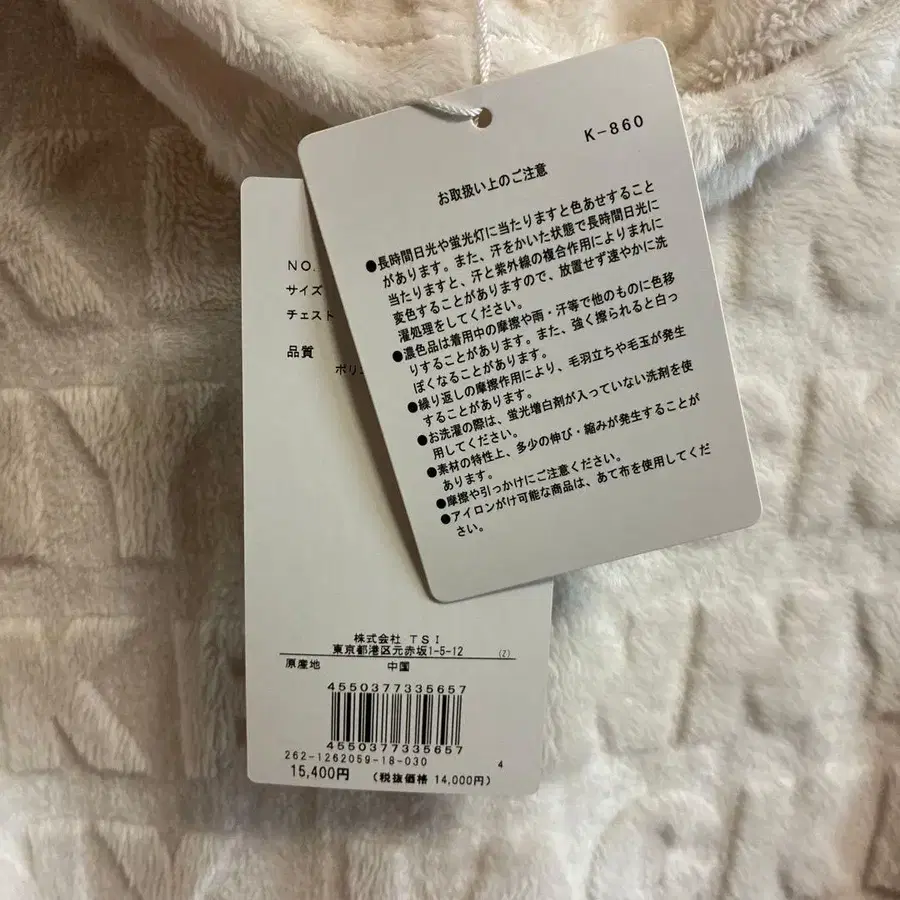 K-860
お取扱い上のご注意
●長時間日光や蛍光灯に当たりますと色あせすること
があります。また、汗をかいた状態で長時間日光に
当たりますと、汗と紫外線の複合作用によりまれに
変色することがありますので、放置せず速やかに洗
濯処理をしてください。
●濃色品は着用中の摩擦や雨・汗等で他のものに色移
りすることがあります。また、強く擦られると白っ
ぽくなることがあります。
●繰り返しの摩擦作用により、毛羽立ちや毛玉が発生
することがあります。
●お洗濯の際は、蛍光増白剤が入っていない洗剤を使
用してください。
●素材の特性上、多少の伸び・縮みが発生することが
あります。
●摩擦や引っかけにご注意ください。
●アイロンがけ可能な商品は、あて布を使用してくだ
さい。
NO.
サイズ
チェスト
品質
ポリ
株式会社 TSI
東京都港区元赤坂1-5-12 (Z)
原産地 中国
4550377335657
4550377335657
262-1262059-18-030 4
15,400円 (税抜価格 14,000円)